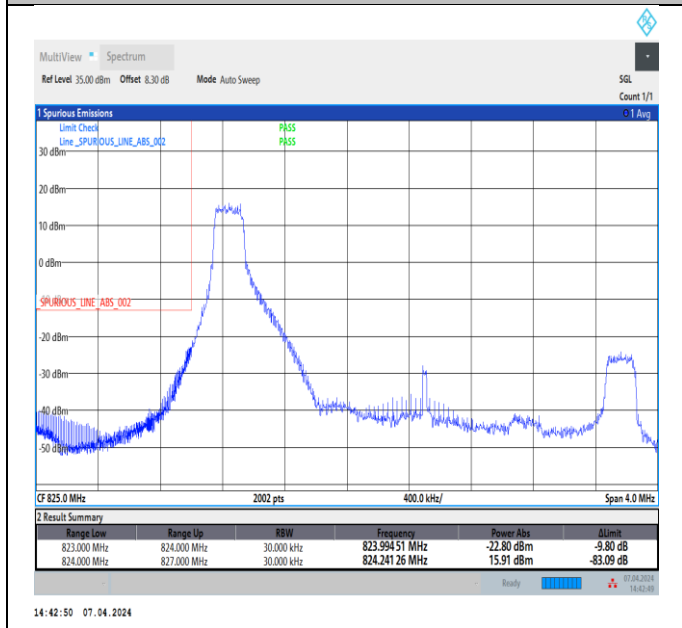 MultiView Spectrum
Ref Level 35.00 dBm Offset 8.30 dB Mode Auto Sweep SGL
Count 1/1
1 Spurious Emissions 1 Avg
Limit Check PASS
Line _SPURIOUS_LINE_ABS_002 PASS
30 dBm
20 dBm
10 dBm
0 dBm
_SPURIOUS_LINE_ABS_002
-20 dBm
-30 dBm
-40 dBm
-50 dBm
CF 825.0 MHz 2002 pts 400.0 kHz/ Span 4.0 MHz
2 Result Summary
Range Low Range Up RBW Frequency Power Abs ΔLimit
823.000 MHz 824.000 MHz 30.000 kHz 823.994 51 MHz -22.80 dBm -9.80 dB
824.000 MHz 827.000 MHz 30.000 kHz 824.241 26 MHz 15.91 dBm -83.09 dB
Ready 07.04.2024
14:42:49
14:42:50 07.04.2024